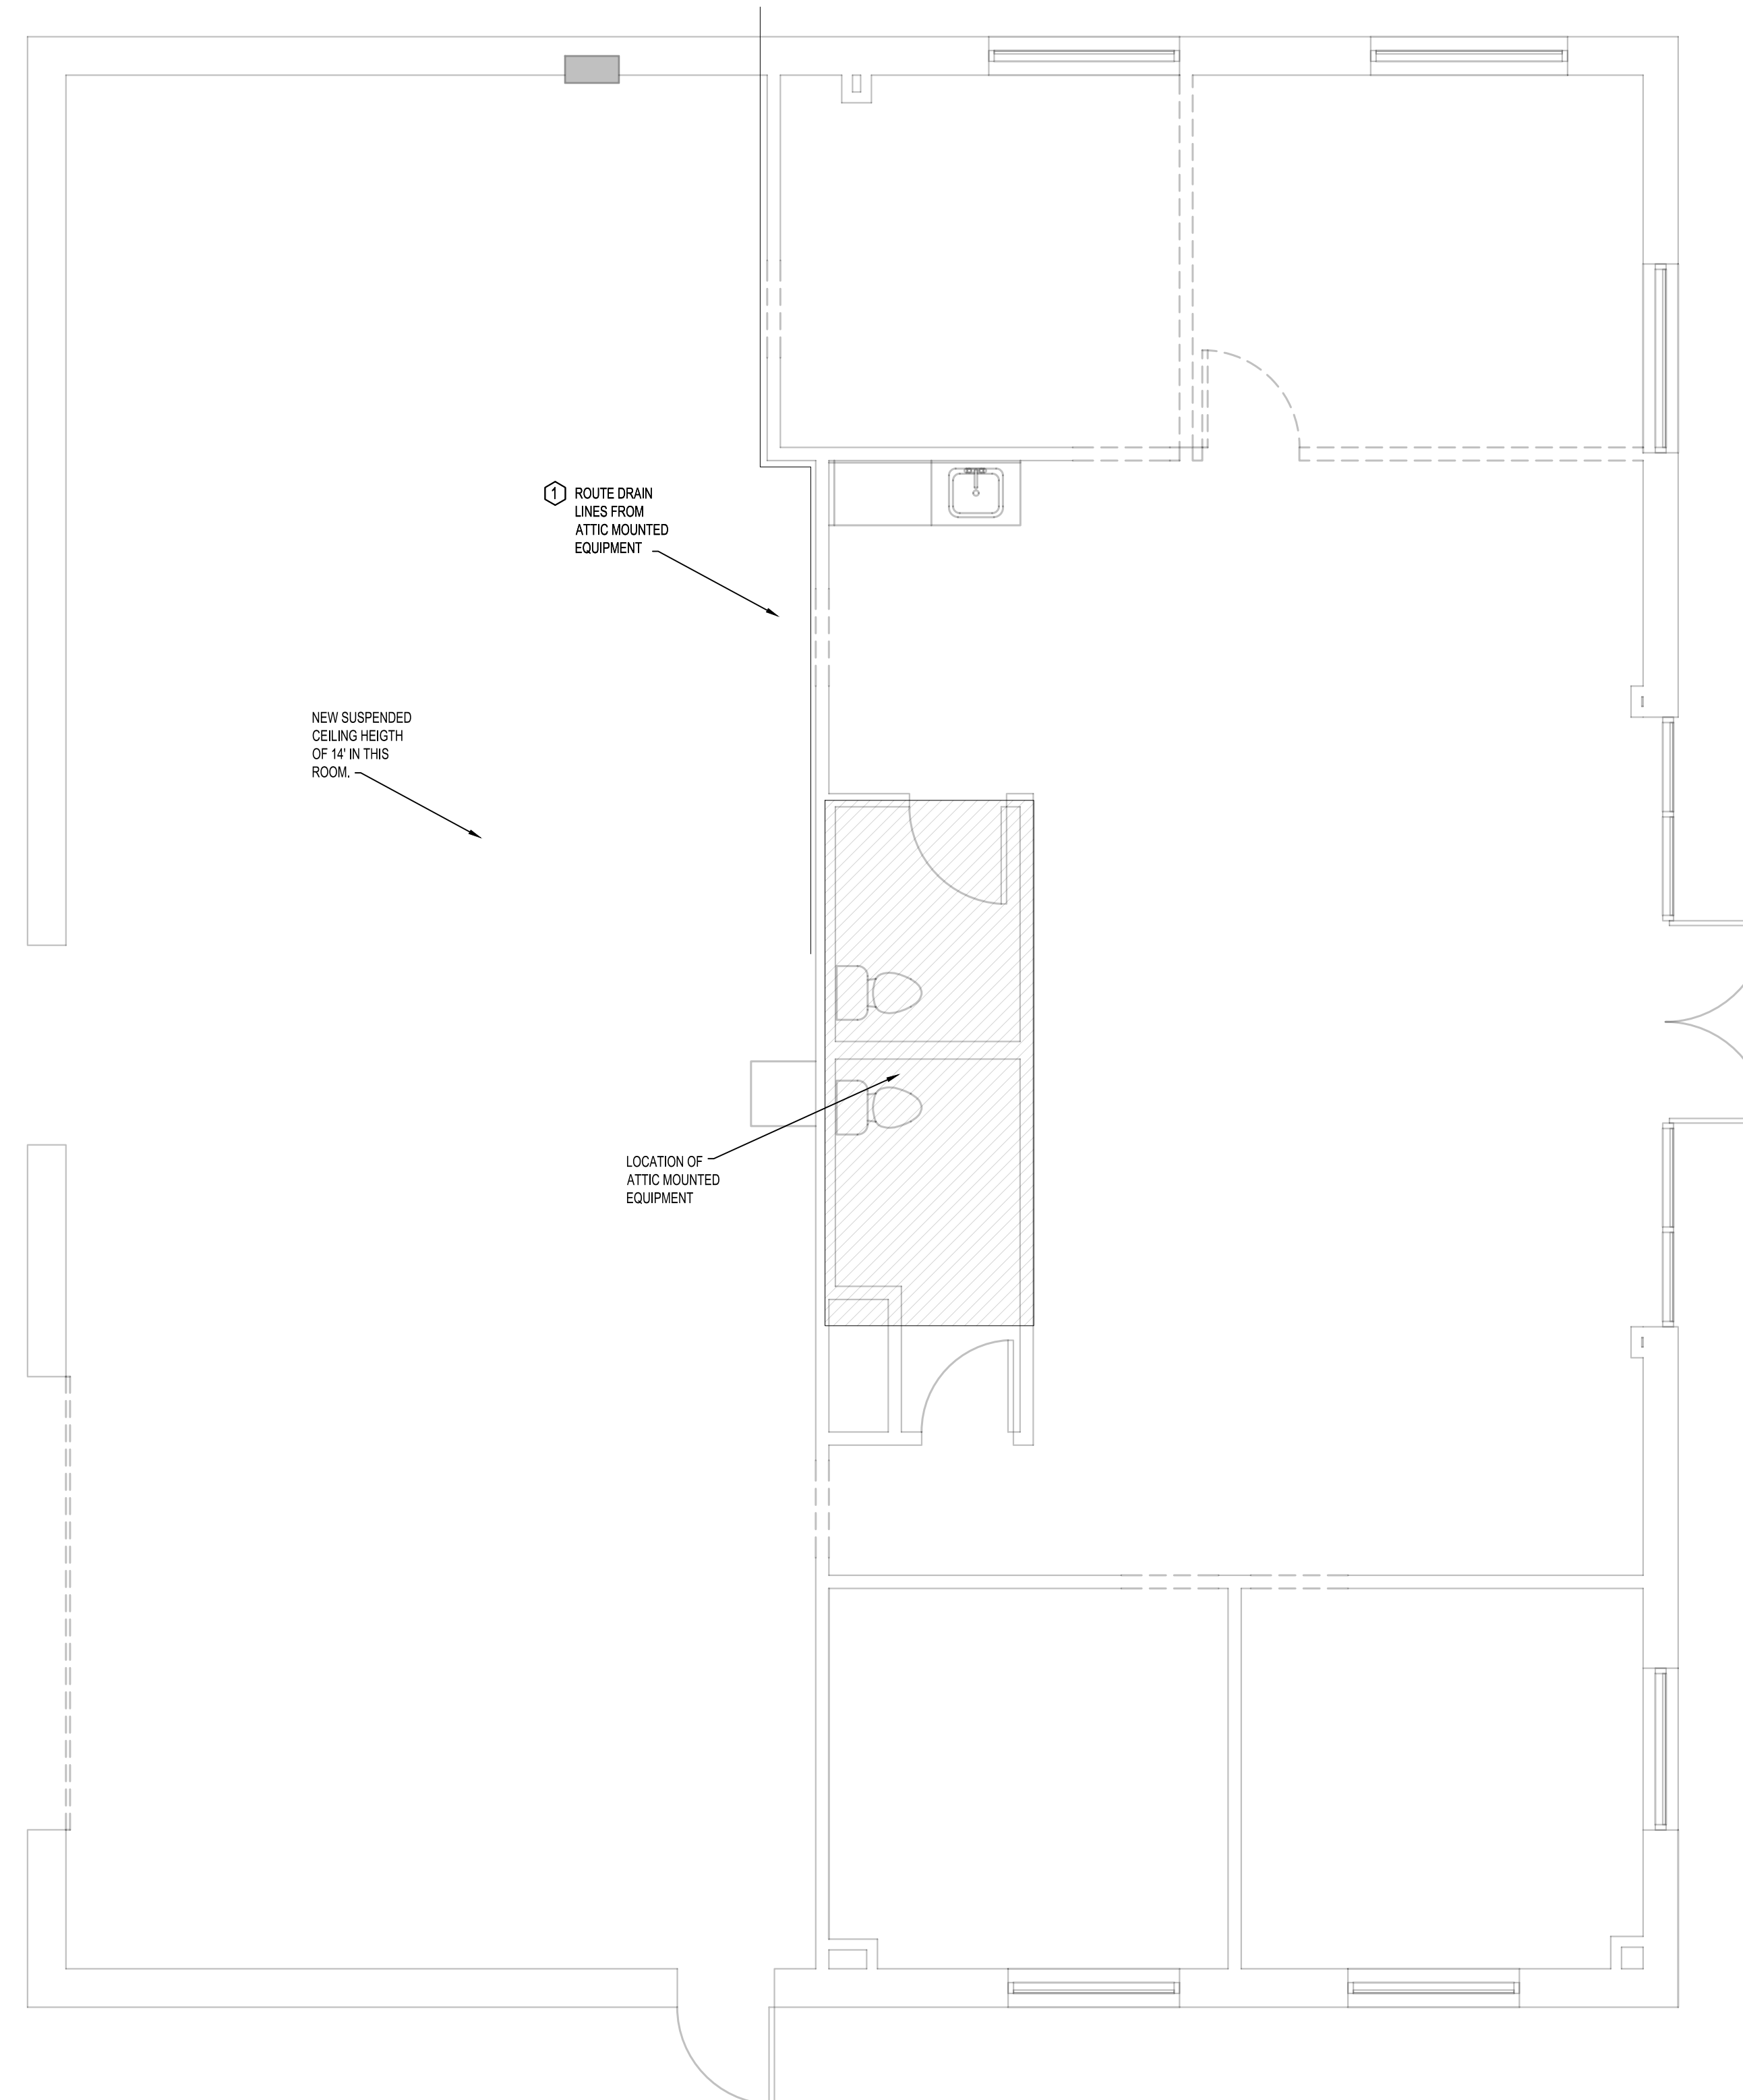 1 ROUTE DRAIN
LINES FROM
ATTIC MOUNTED
EQUIPMENT
NEW SUSPENDED
CEILING HEIGTH
OF 14' IN THIS
ROOM.
LOCATION OF
ATTIC MOUNTED
EQUIPMENT